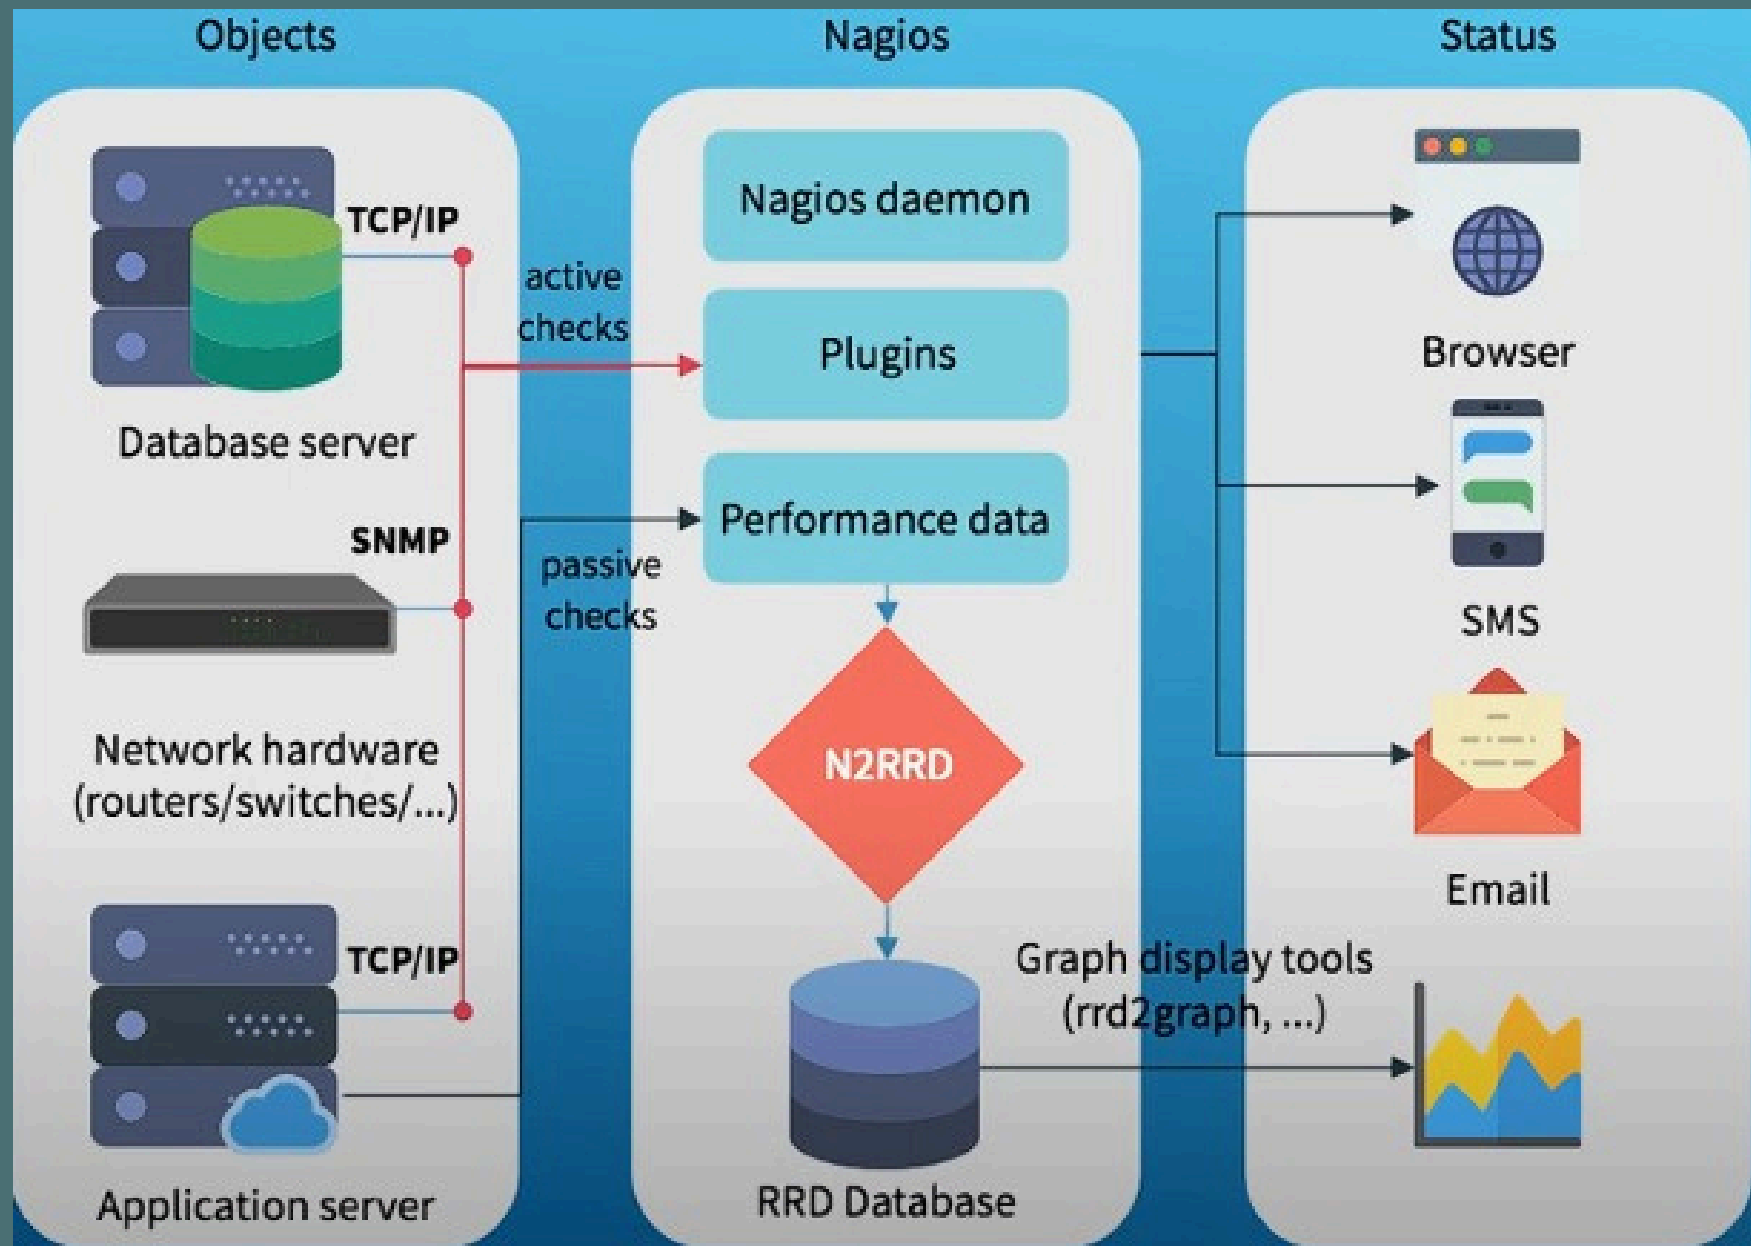 Objects
Nagios
Status
TCP/IP
Database server
SNMP
Network hardware
(routers/switches/...)
TCP/IP
Application server
active
checks
passive
checks
Nagios daemon
Plugins
Performance data
N2RRD
RRD Database
Graph display tools
(rrd2graph, ...)
Browser
SMS
Email